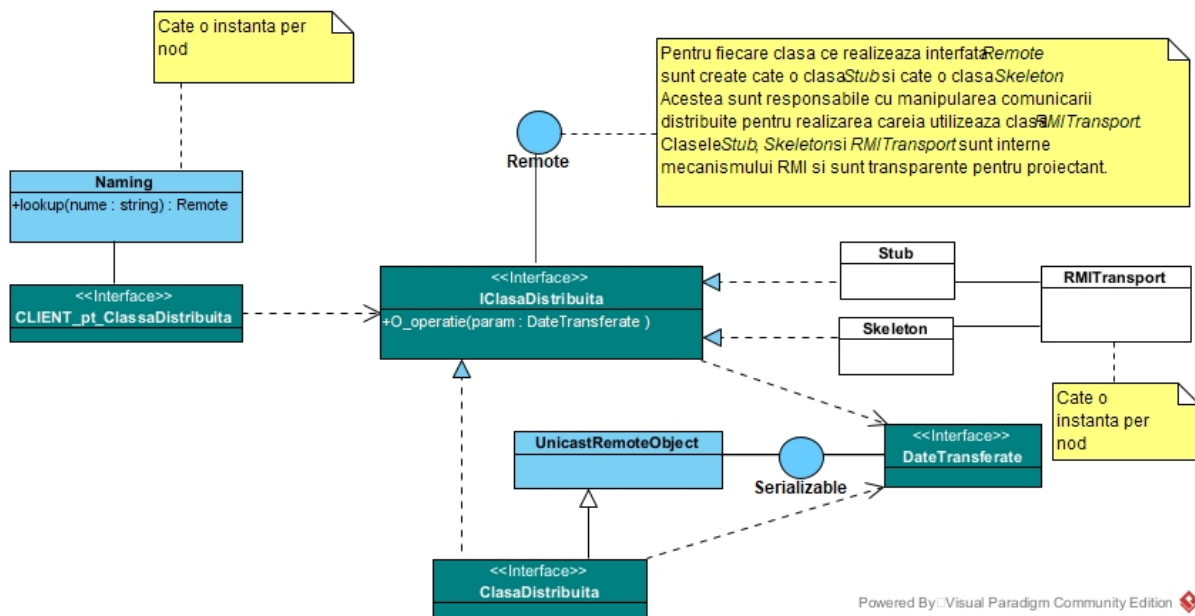 Cate o instanta per
nod
Pentru fiecare clasa ce realizeaza interfata Remote
sunt create cate o clasa Stub si cate o clasa Skeleton
Acestea sunt responsabile cu manipularea comunicarii
distribuite pentru realizarea careia utilizeaza clasa RMITransport.
Clasele Stub, Skeleton si RMITransport sunt interne
mecanismului RMI si sunt transparente pentru proiectant.
Remote
Naming
+lookup(nume : string) : Remote
<<Interface>>
CLIENT_pt_ClassaDistribuita
<<Interface>>
IClasaDistribuita
+O_operatie(param : DateTransferate )
Stub
Skeleton
RMITransport
Cate o
instanta per
nod
UnicastRemoteObject
Serializable
<<Interface>>
DateTransferate
<<Interface>>
ClasaDistribuita
Powered By Visual Paradigm Community Edition